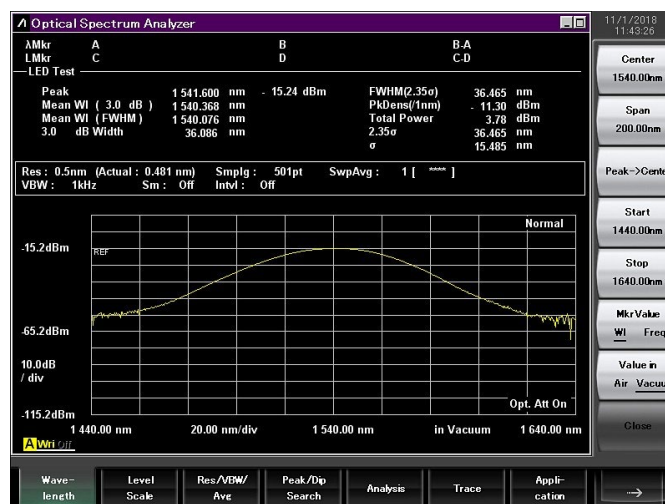 Optical Spectrum Analyzer
11/1/2018
11:43:26
λMkr A B B-A
LMkr C D C-D
LED Test
Peak 1 541.600 nm - 15.24 dBm FWHM(2.35σ) 36.465 nm
Mean Wl ( 3.0 dB ) 1 540.368 nm PkDens(/1nm) - 11.30 dBm
Mean Wl ( FWHM ) 1 540.076 nm Total Power 3.78 dBm
3.0 dB Width 36.086 nm 2.35σ 36.465 nm
σ 15.485 nm
Res : 0.5nm (Actual : 0.481 nm) Smplg : 501pt SwpAvg : 1 [ **** ]
VBW : 1kHz Sm : Off Intvl : Off
Normal
-15.2dBm
REF
-65.2dBm
10.0dB
/ div
Opt. Att On
-115.2dBm
1 440.00 nm 20.00 nm/div 1 540.00 nm in Vacuum 1 640.00 nm
A Wri Off
Center
1540.00nm
Span
200.00nm
Peak->Cente
Start
1440.00nm
Stop
1640.00nm
Mkr Value
Wl Freq
Value in
Air Vacuu
Close
Wave-
length
Level
Scale
Res/VBW/
Avg
Peak/Dip
Search
Analysis
Trace
Appli-
cation